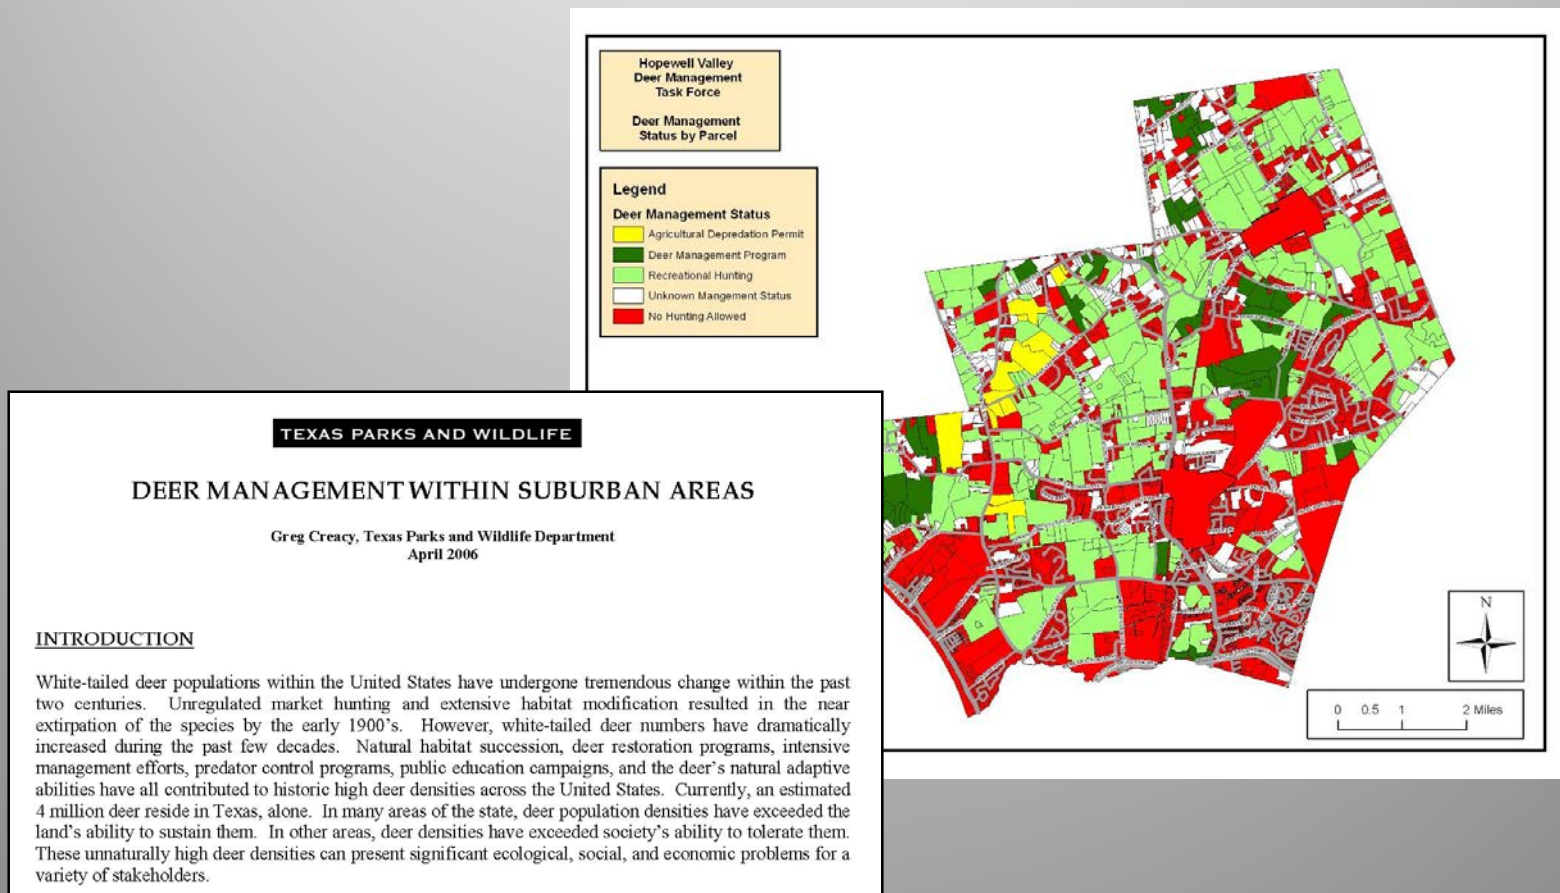 Hopewell Valley
Deer Management
Task Force
Deer Management
Status by Parcel
Legend
Deer Management Status
Agricultural Depredation Permit
Deer Management Program
Recreational Hunting
Unknown Mangement Status
No Hunting Allowed
N
0 0.5 1 2 Miles
TEXAS PARKS AND WILDLIFE
DEER MANAGEMENT WITHIN SUBURBAN AREAS
Greg Creacy, Texas Parks and Wildlife Department
April 2006
INTRODUCTION
White-tailed deer populations within the United States have undergone tremendous change within the past
two centuries. Unregulated market hunting and extensive habitat modification resulted in the near
extirpation of the species by the early 1900's. However, white-tailed deer numbers have dramatically
increased during the past few decades. Natural habitat succession, deer restoration programs, intensive
management efforts, predator control programs, public education campaigns, and the deer's natural adaptive
abilities have all contributed to historic high deer densities across the United States. Currently, an estimated
4 million deer reside in Texas, alone. In many areas of the state, deer population densities have exceeded the
land's ability to sustain them. In other areas, deer densities have exceeded society's ability to tolerate them.
These unnaturally high deer densities can present significant ecological, social, and economic problems for a
variety of stakeholders.